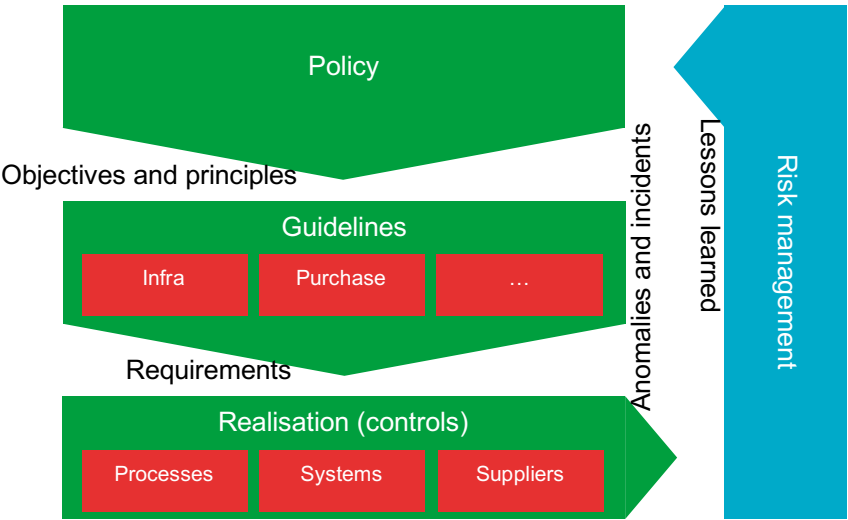 Policy
Objectives and principles
Guidelines
Infra
Purchase
…
Requirements
Realisation (controls)
Processes
Systems
Suppliers
Anomalies and incidents
Lessons learned
Risk management